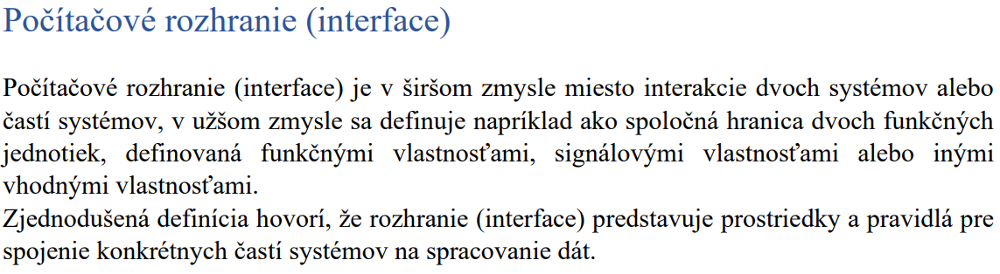 Počítačové rozhranie (interface)
Počítačové rozhranie (interface) je v širšom zmysle miesto interakcie dvoch systémov alebo
častí systémov, v užšom zmysle sa definuje napríklad ako spoločná hranica dvoch funkčných
jednotiek, definovaná funkčnými vlastnosťami, signálovými vlastnosťami alebo inými
vhodnými vlastnosťami.
Zjednodušená definícia hovorí, že rozhranie (interface) predstavuje prostriedky a pravidlá pre
spojenie konkrétnych častí systémov na spracovanie dát.